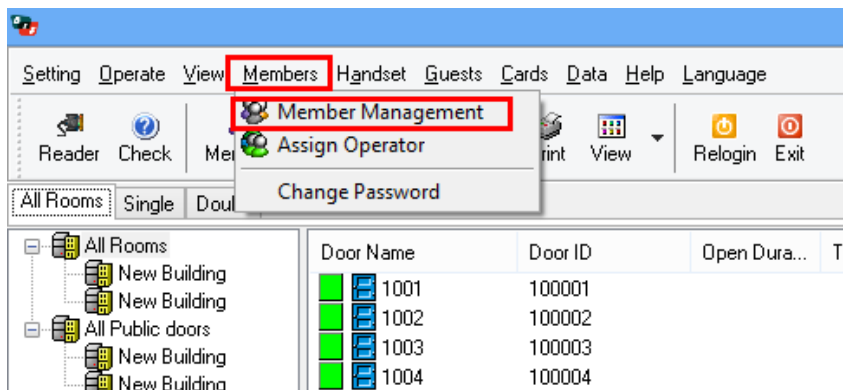 Setting Operate View Members Handset Guests Cards Data Help Language
Member Management
Reader Check View Relogin Exit
Assign Operator
Change Password
All Rooms Single
All Rooms Door Name Door ID Open Dura...
New Building 1001 100001
New Building 1002 100002
All Public doors
New Building 1003 100003
New Building 1004 100004